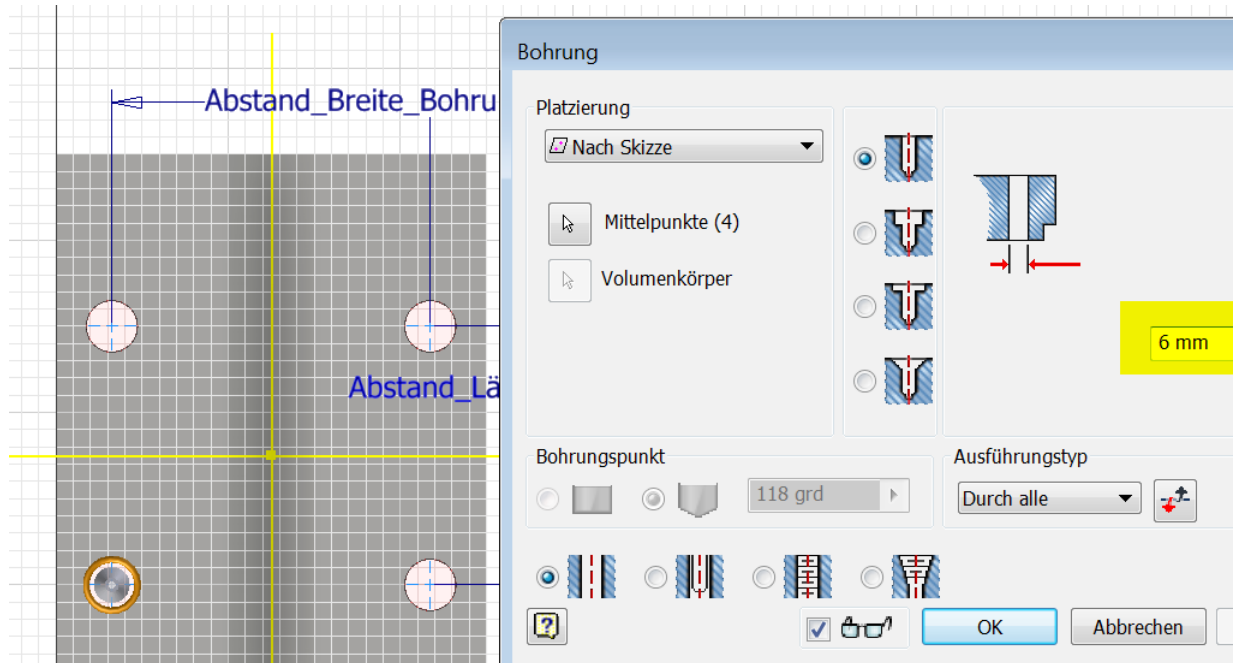 Bohrung
Abstand_Breite_Bohru
Platzierung
Nach Skizze
Mittelpunkte (4)
Volumenkörper
6 mm
Abstand_Lä
Bohrungspunkt
Ausführungstyp
118 grd
Durch alle
?
OK
Abbrechen